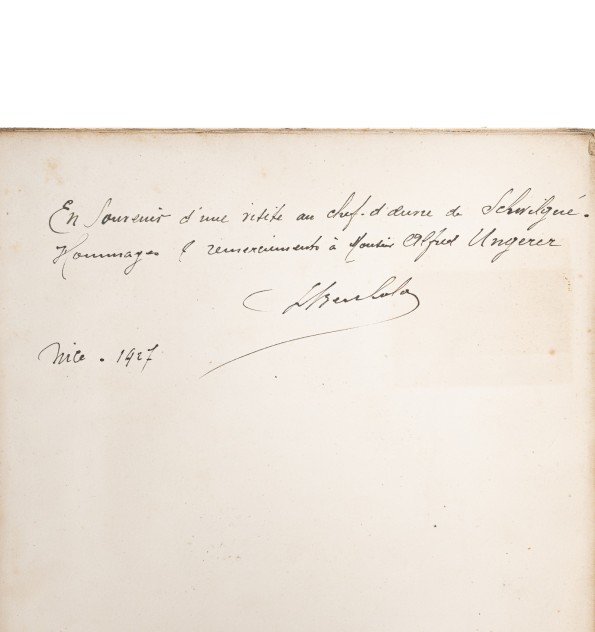 En Souvenir d'une visite au chef-d'œuvre de Schwilgué.
Hommages & remerciements à Monsieur Alfred Ungerer
Nice - 1927